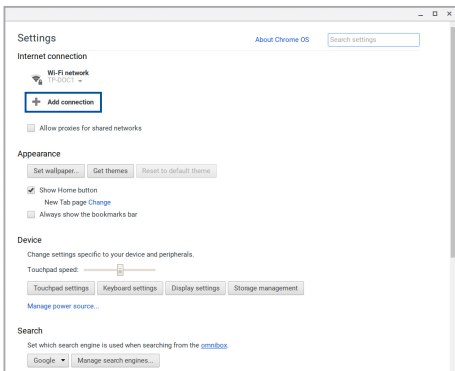 Settings
About Chrome OS
Search settings
Internet connection
Wi-Fi network
TP-DOC1
Add connection
Allow proxies for shared networks
Appearance
Set wallpaper... Get themes Reset to default theme
Show Home button
New Tab page Change
Always show the bookmarks bar
Device
Change settings specific to your device and peripherals.
Touchpad speed:
Touchpad settings Keyboard settings Display settings Storage management
Manage power source...
Search
Set which search engine is used when searching from the omnibox.
Google Manage search engines...